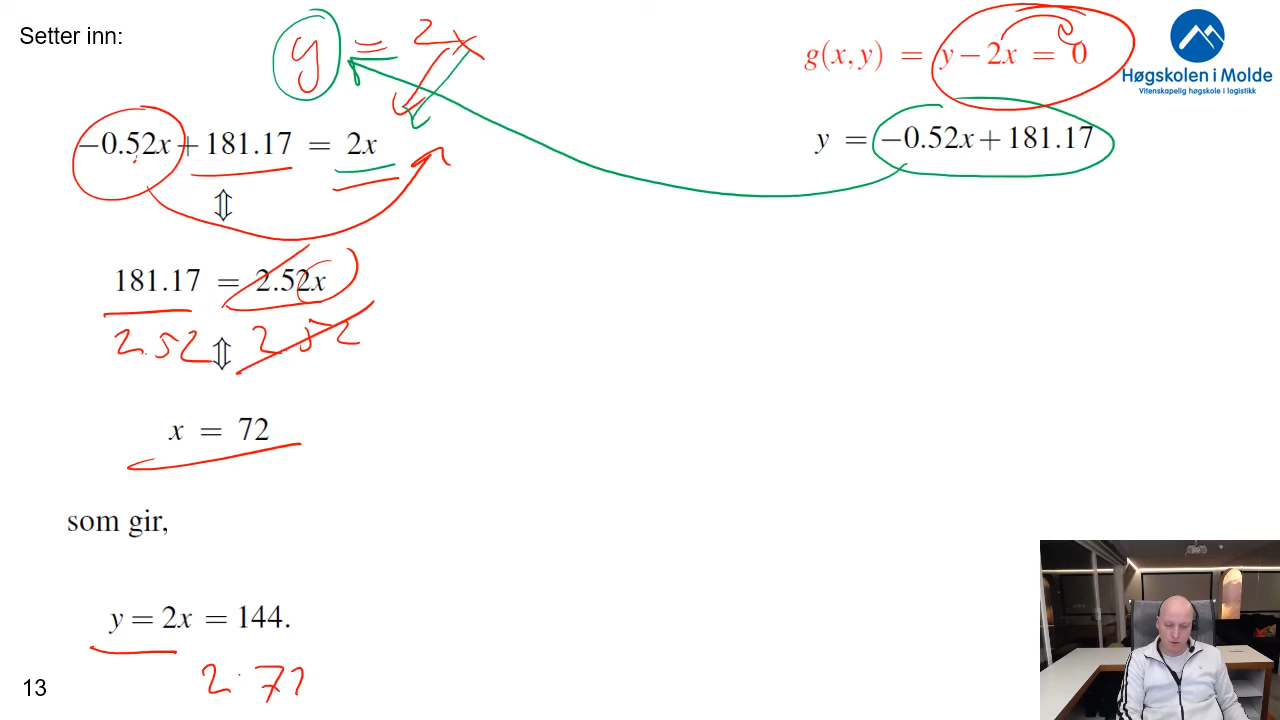 Setter inn:
y = 2x
g(x, y) = y − 2x = 0
Høgskolen i Molde
Vitenskapelig høgskole i logistikk
−0.52x + 181.17 = 2x
y = −0.52x + 181.17
⇕
181.17 = 2.52x
2.52 2.52
⇕
x = 72
som gir,
y = 2x = 144.
2·72
13